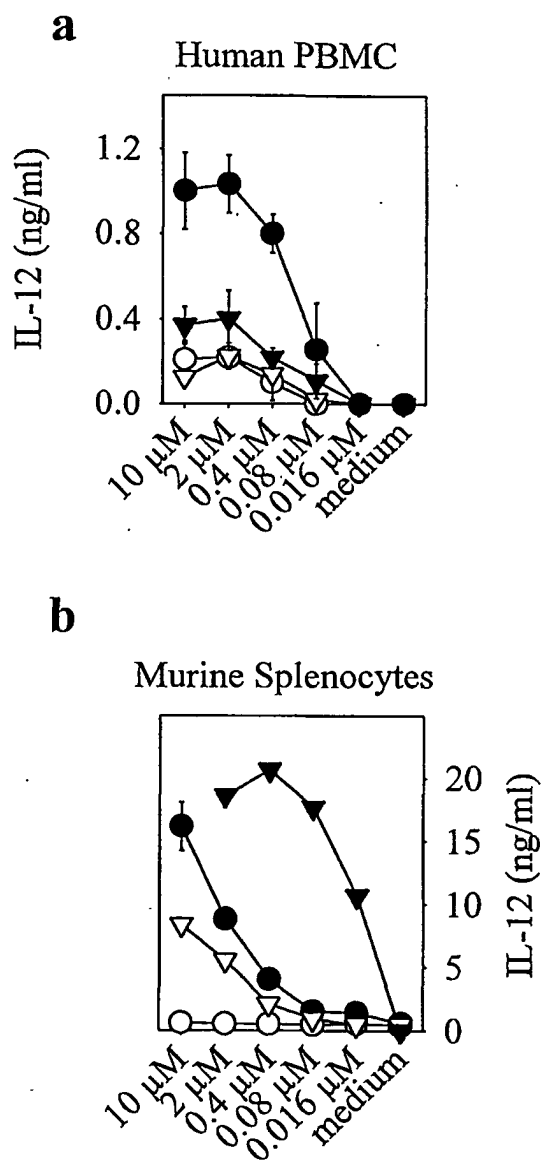 a
Human PBMC
IL-12 (ng/ml)
1.2
0.8
0.4
0.0
10 µM
2 µM
0.4 µM
0.08 µM
0.016 µM
medium
b
Murine Splenocytes
20
15
10
5
0
IL-12 (ng/ml)
10 µM
2 µM
0.4 µM
0.08 µM
0.016 µM
medium